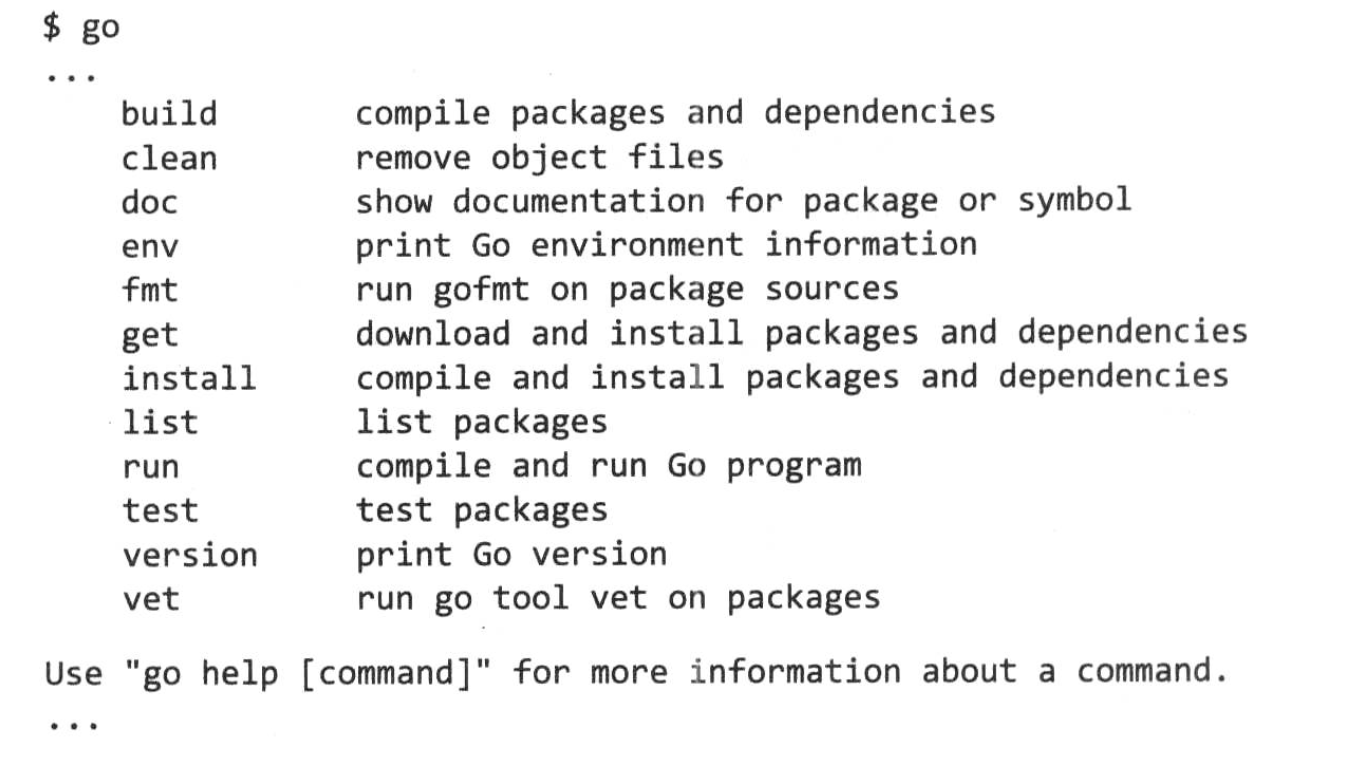 $ go
...
build compile packages and dependencies
clean remove object files
doc show documentation for package or symbol
env print Go environment information
fmt run gofmt on package sources
get download and install packages and dependencies
install compile and install packages and dependencies
list list packages
run compile and run Go program
test test packages
version print Go version
vet run go tool vet on packages
Use "go help [command]" for more information about a command.
...